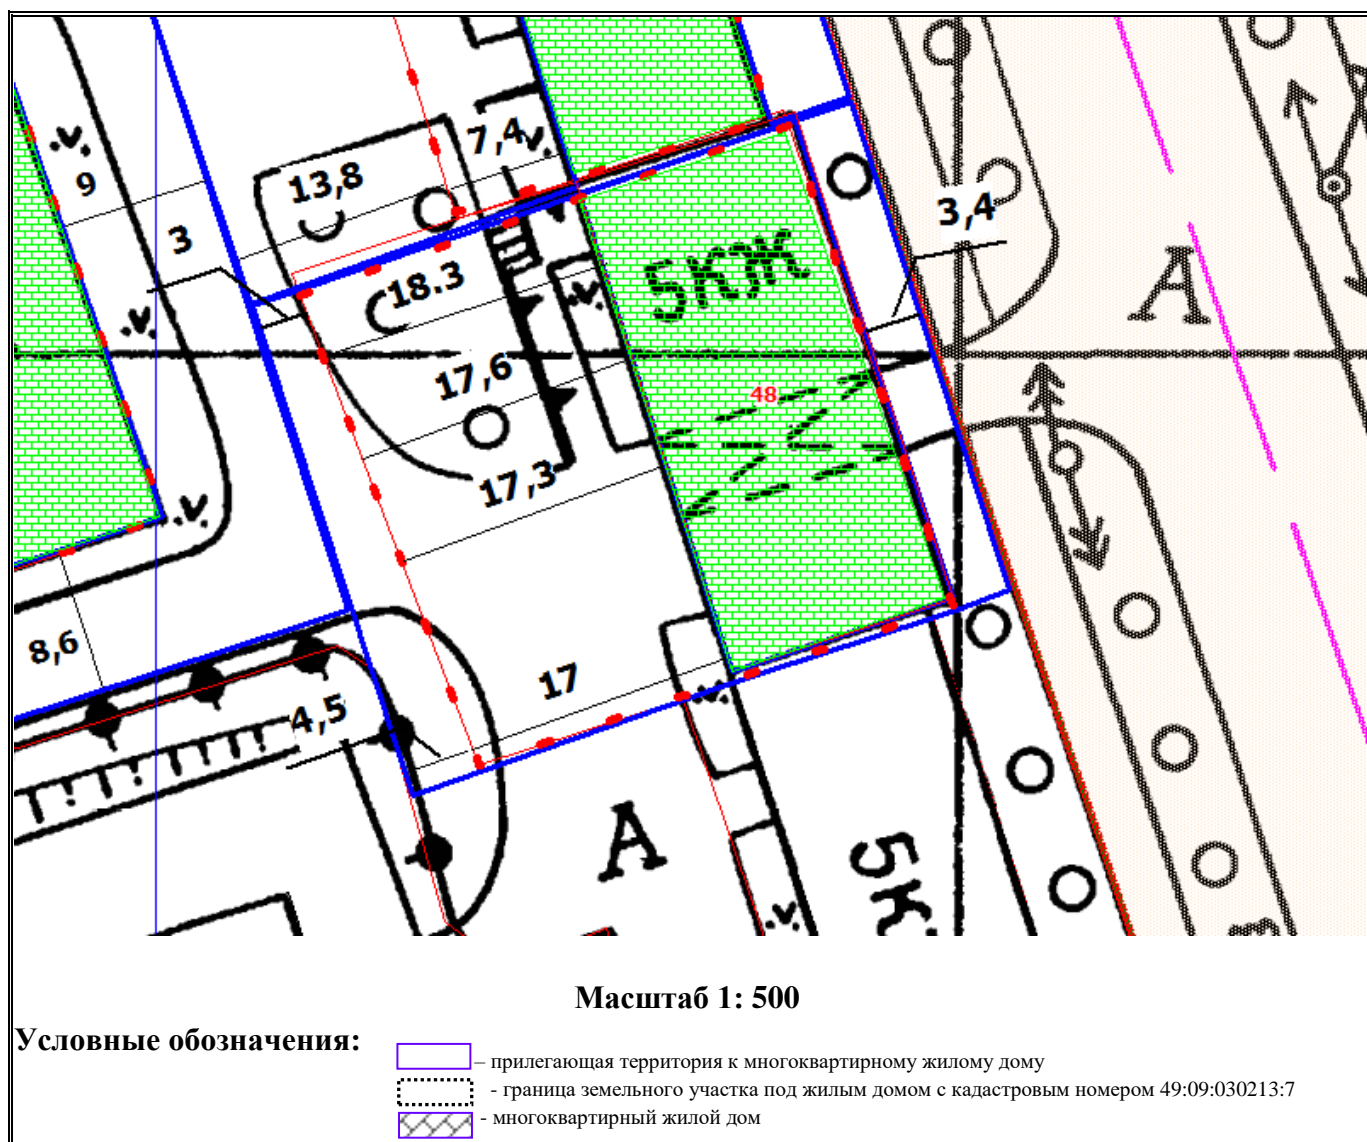 9
13,8
7,4
3
18.3
3,4
5КЖ
А
17,6
48
17,3
8,6
17
4,5
А
5К
Масштаб 1: 500
Условные обозначения:
– прилегающая территория к многоквартирному жилому дому
- граница земельного участка под жилым домом с кадастровым номером 49:09:030213:7
- многоквартирный жилой дом